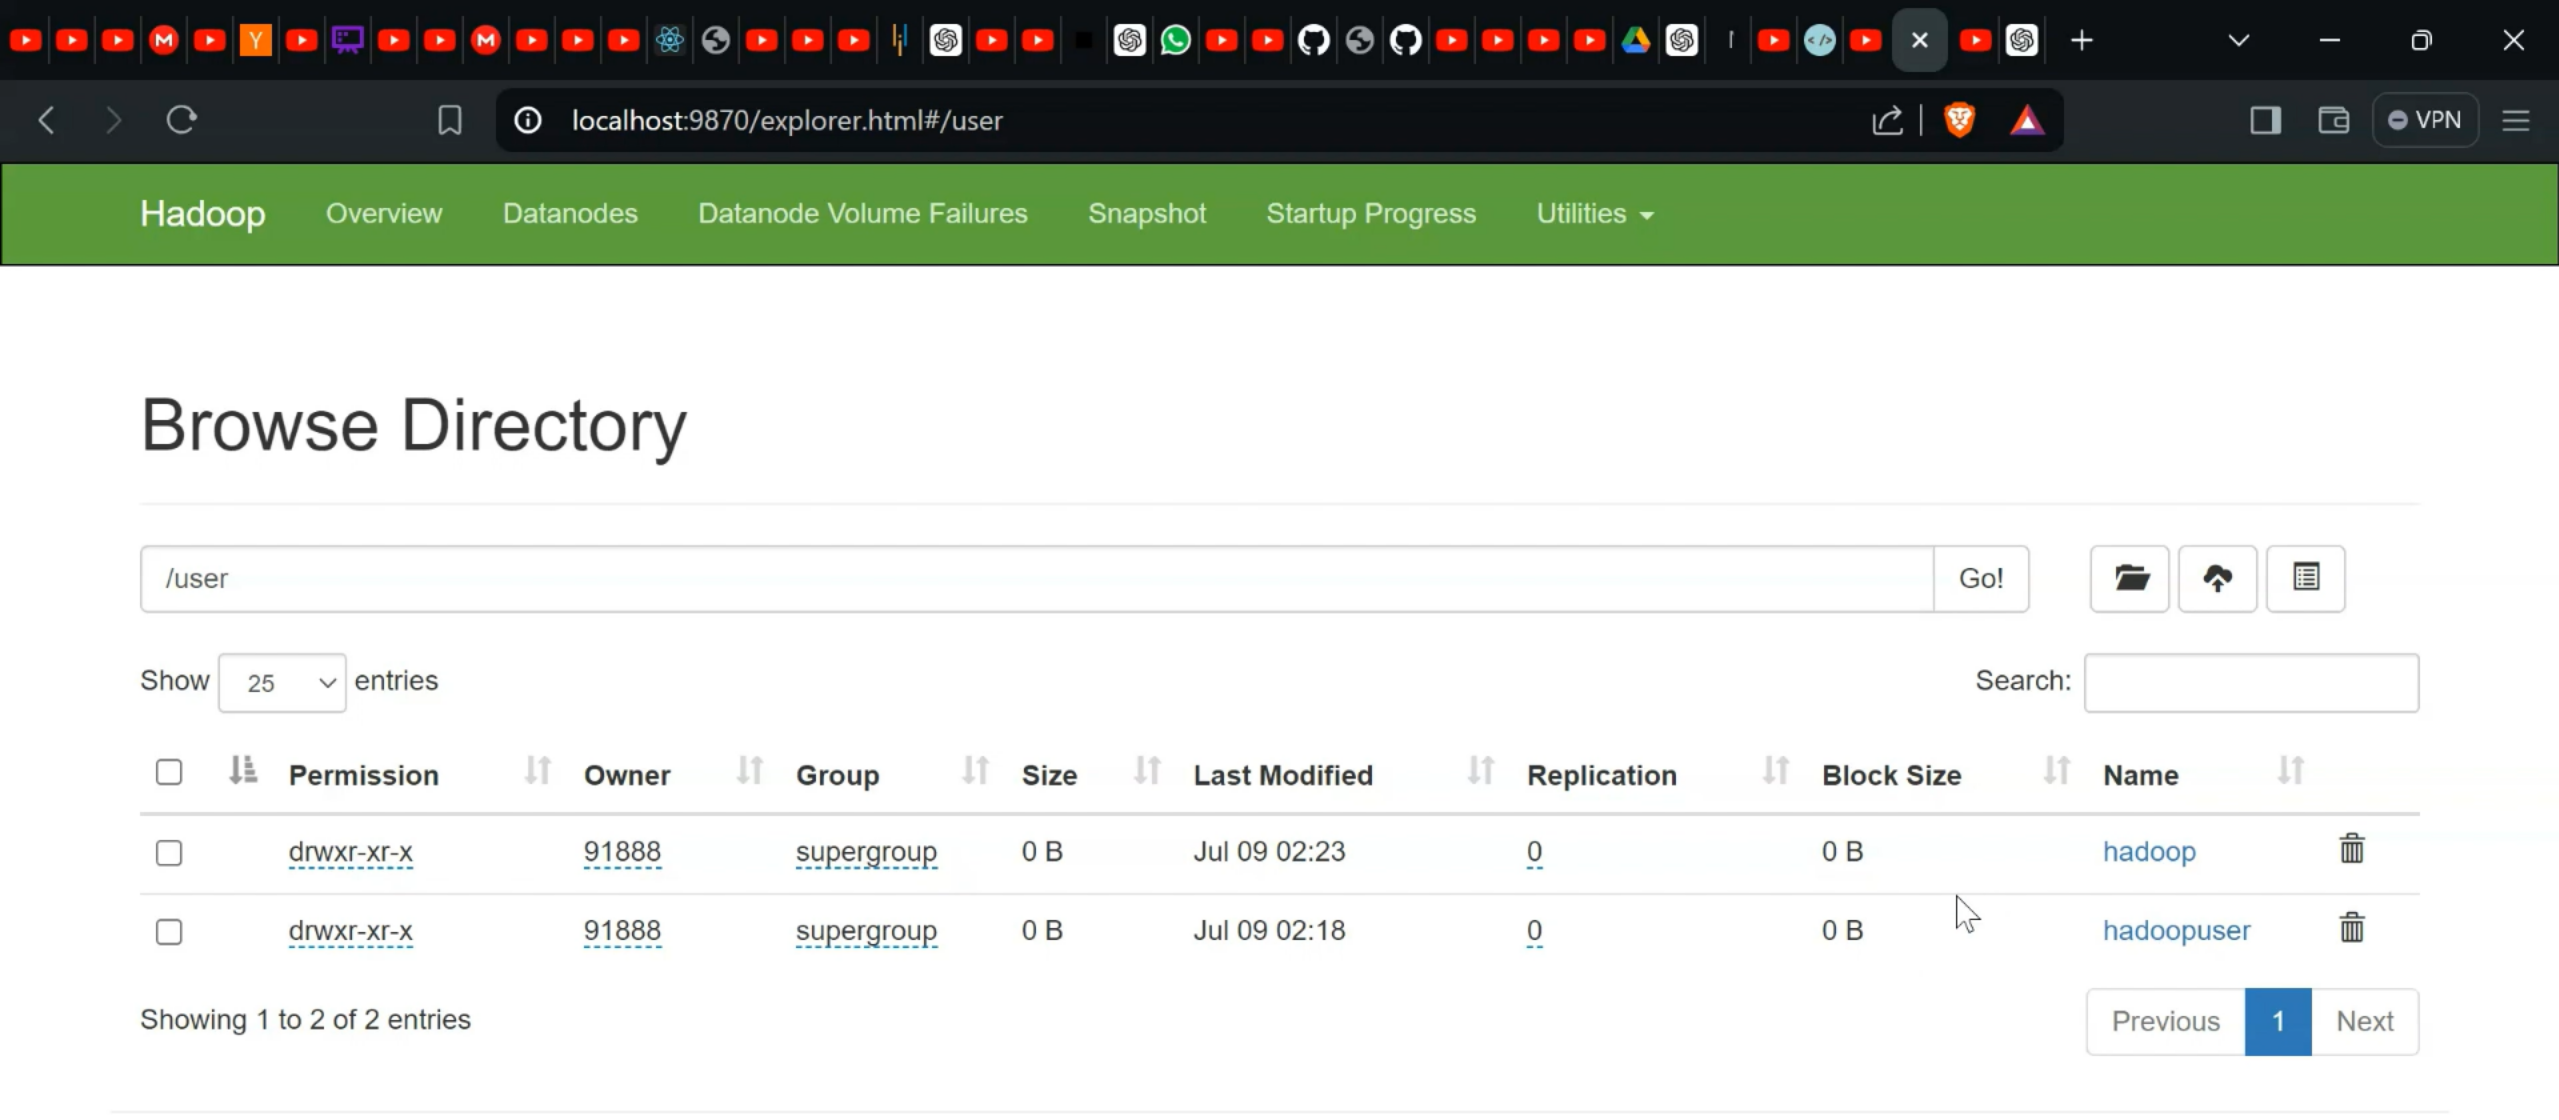 localhost:9870/explorer.html#/user
VPN
Hadoop Overview Datanodes Datanode Volume Failures Snapshot Startup Progress Utilities
Browse Directory
/user Go!
Show 25 entries Search:
Permission Owner Group Size Last Modified Replication Block Size Name
drwxr-xr-x 91888 supergroup 0 B Jul 09 02:23 0 0 B hadoop
drwxr-xr-x 91888 supergroup 0 B Jul 09 02:18 0 0 B hadoopuser
Showing 1 to 2 of 2 entries Previous 1 Next